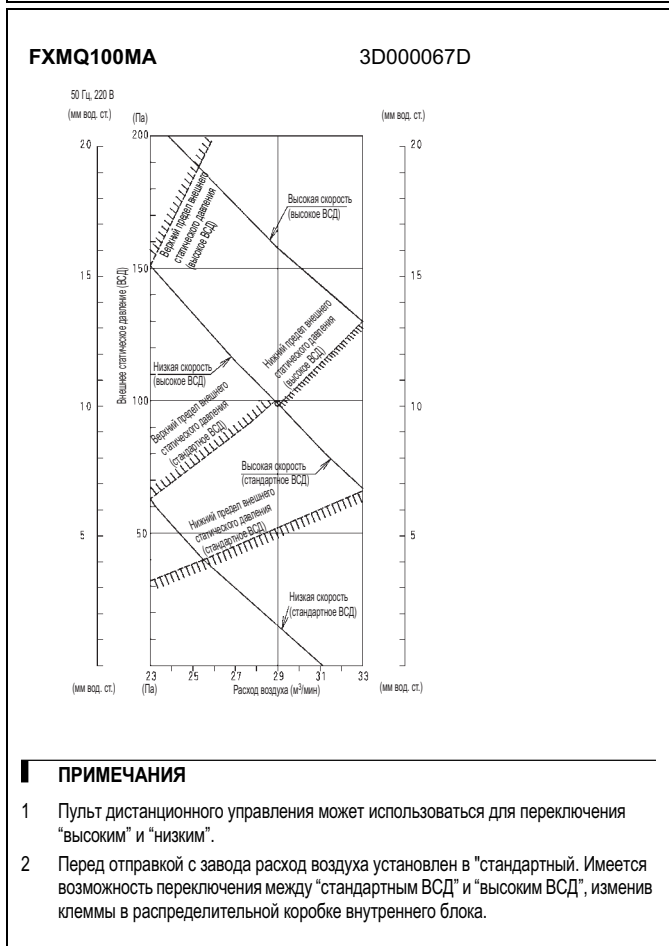 FXMQ100MA 3D000067D
50 Гц, 220 В
(мм вод. ст.)
(Па)
(мм вод. ст.)
20
200
20
Верхний предел внешнего
статического давления
(высокое ВСД)
Высокая скорость
(высокое ВСД)
15
150
15
Внешнее статическое давление (ВСД)
Нижний предел внешнего
статического давления
(высокое ВСД)
Низкая скорость
(высокое ВСД)
10
100
10
Верхний предел внешнего
статического давления
(стандартное ВСД)
Высокая скорость
(стандартное ВСД)
Нижний предел внешнего
статического давления
(стандартное ВСД)
5
50
5
Низкая скорость
(стандартное ВСД)
23 25 27 29 31 33
(мм вод. ст.) (Па) Расход воздуха (м³/мин) (мм вод. ст.)
ПРИМЕЧАНИЯ
1 Пульт дистанционного управления может использоваться для переключения
“высоким” и “низким”.
2 Перед отправкой с завода расход воздуха установлен в "стандартный. Имеется
возможность переключения между “стандартным ВСД” и “высоким ВСД”, изменив
клеммы в распределительной коробке внутреннего блока.